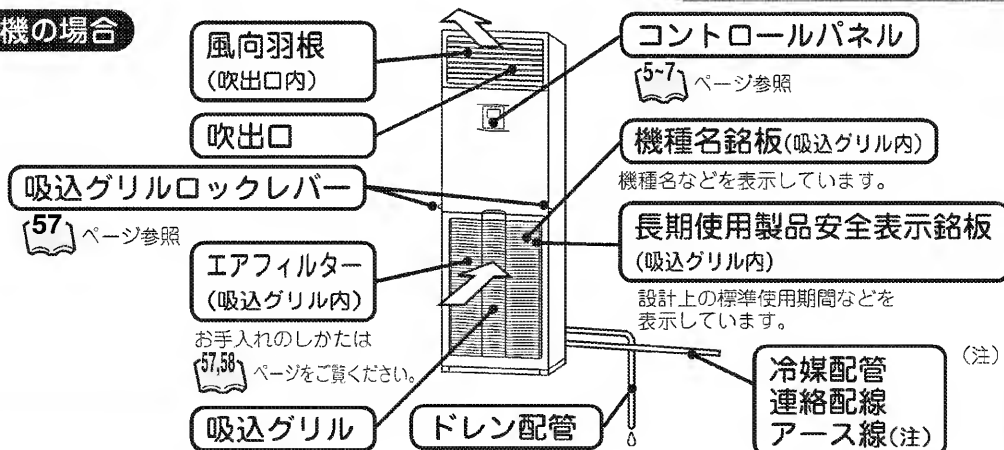 機の場合
風向羽根
(吹出口内)
吹出口
吸込グリルロックレバー
57 ページ参照
エアフィルター
(吸込グリル内)
お手入れのしかたは
57,58 ページをご覧ください。
吸込グリル
ドレン配管
コントロールパネル
5~7 ページ参照
機種名銘板(吸込グリル内)
機種名などを表示しています。
長期使用製品安全表示銘板
(吸込グリル内)
設計上の標準使用期間などを
表示しています。
冷媒配管
連絡配線
アース線(注)
(注)